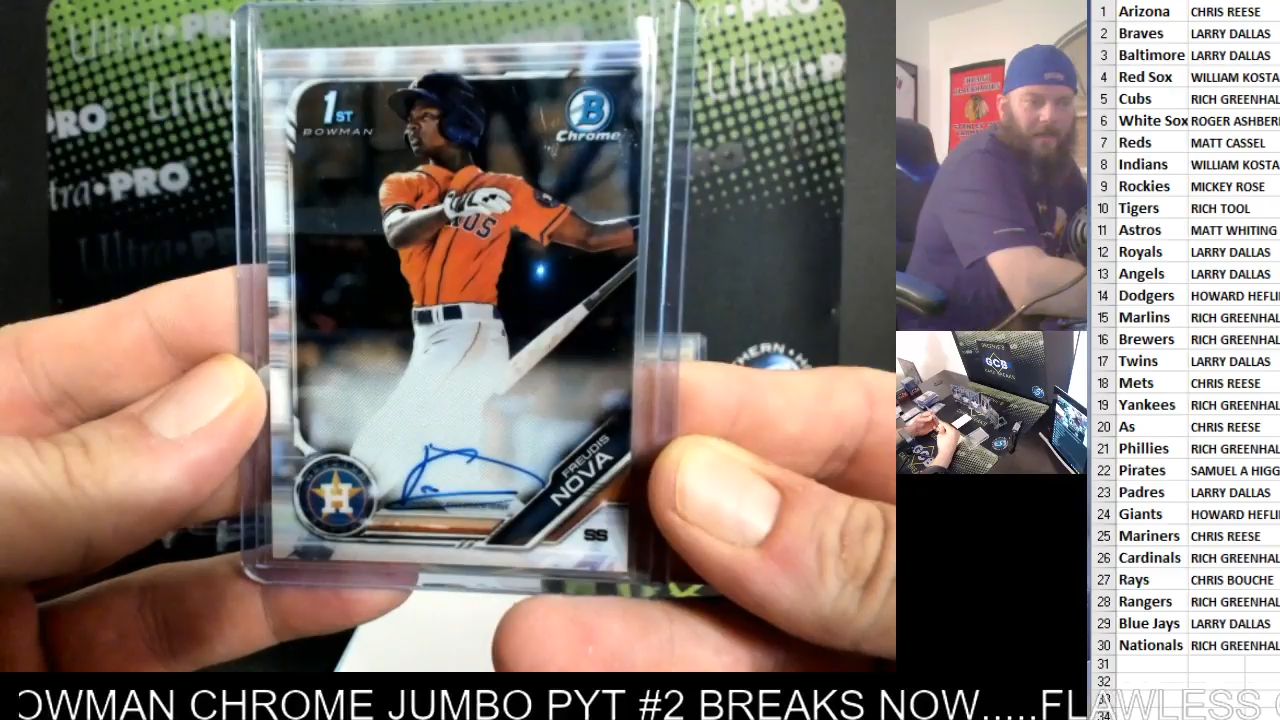 Ultra·PRO
PRO
Ultra·PRO
1ST
BOWMAN
B
Chrome
FREUDIS
NOVA
SS
H
GCB
1 Arizona CHRIS REESE
2 Braves LARRY DALLAS
3 Baltimore LARRY DALLAS
4 Red Sox WILLIAM KOSTA
5 Cubs RICH GREENHAL
6 White Sox ROGER ASHBER
7 Reds MATT CASSEL
8 Indians WILLIAM KOSTA
9 Rockies MICKEY ROSE
10 Tigers RICH TOOL
11 Astros MATT WHITING
12 Royals LARRY DALLAS
13 Angels LARRY DALLAS
14 Dodgers HOWARD HEFLI
15 Marlins RICH GREENHAL
16 Brewers RICH GREENHAL
17 Twins LARRY DALLAS
18 Mets CHRIS REESE
19 Yankees RICH GREENHAL
20 As CHRIS REESE
21 Phillies RICH GREENHAL
22 Pirates SAMUEL A HIGG
23 Padres LARRY DALLAS
24 Giants HOWARD HEFLI
25 Mariners CHRIS REESE
26 Cardinals RICH GREENHAL
27 Rays CHRIS BOUCHE
28 Rangers RICH GREENHAL
29 Blue Jays LARRY DALLAS
30 Nationals RICH GREENHAL
31
32
OWMAN CHROME JUMBO PYT #2 BREAKS NOW.....FLAWLESS